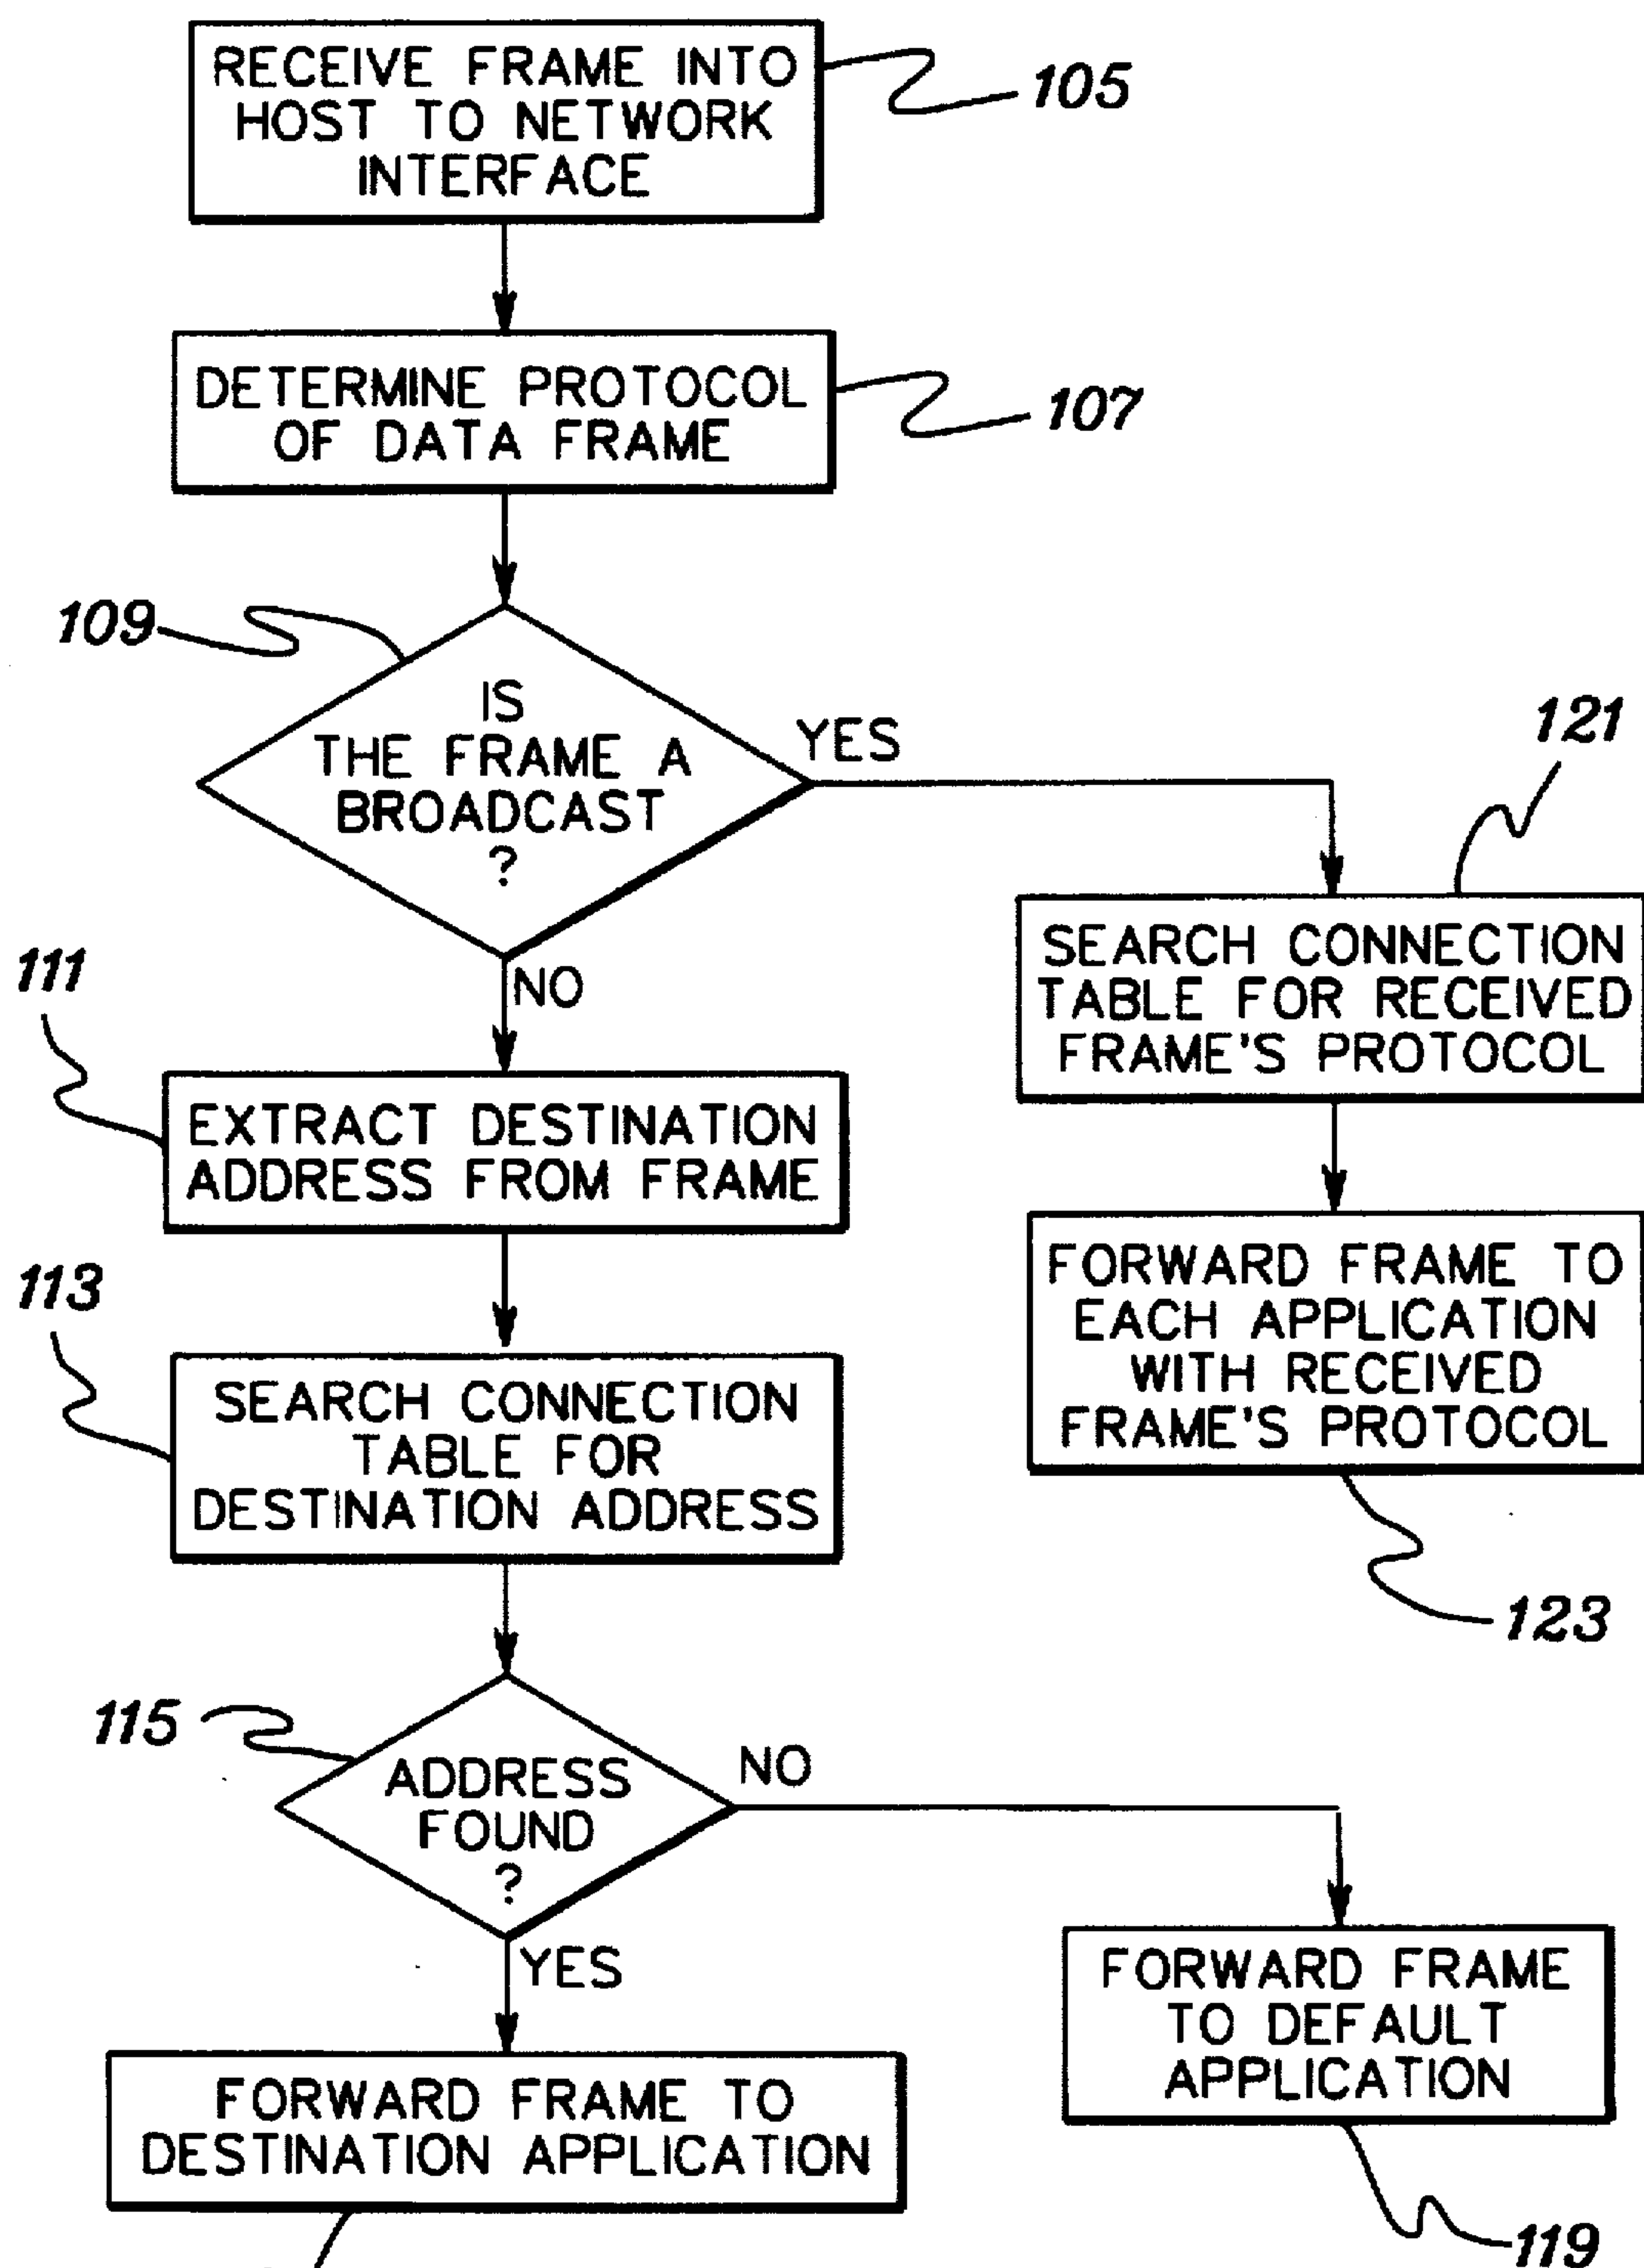 RECEIVE FRAME INTO
HOST TO NETWORK
INTERFACE
105
DETERMINE PROTOCOL
OF DATA FRAME
107
109
IS
THE FRAME A
BROADCAST
?
YES
NO
121
SEARCH CONNECTION
TABLE FOR RECEIVED
FRAME'S PROTOCOL
111
EXTRACT DESTINATION
ADDRESS FROM FRAME
FORWARD FRAME TO
EACH APPLICATION
WITH RECEIVED
FRAME'S PROTOCOL
123
113
SEARCH CONNECTION
TABLE FOR
DESTINATION ADDRESS
115
ADDRESS
FOUND
?
NO
YES
FORWARD FRAME
TO DEFAULT
APPLICATION
119
FORWARD FRAME TO
DESTINATION APPLICATION